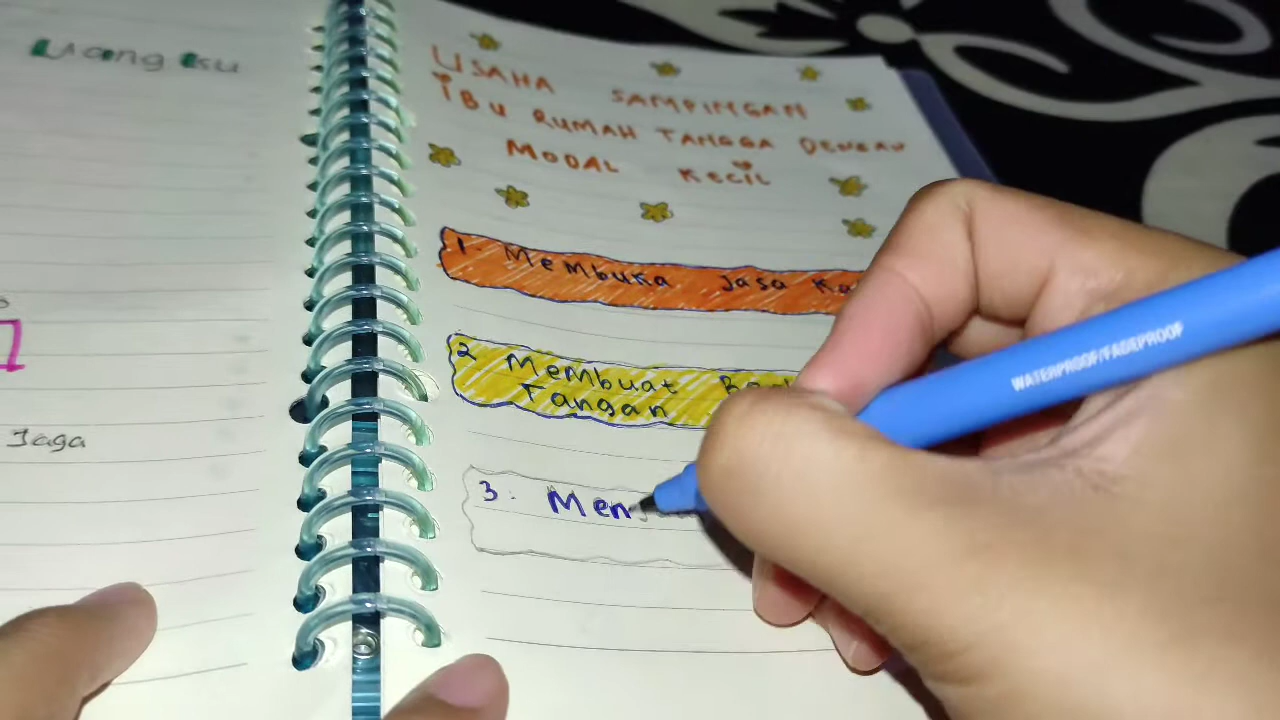 Uang ku
Jaga
USAHA SAMPINGAN
IBU RUMAH TANGGA DENGAN
MODAL KECIL
1. Membuka Jasa
2 Membuat
Tangan
3. Men
WATERPROOF/FADEPROOF